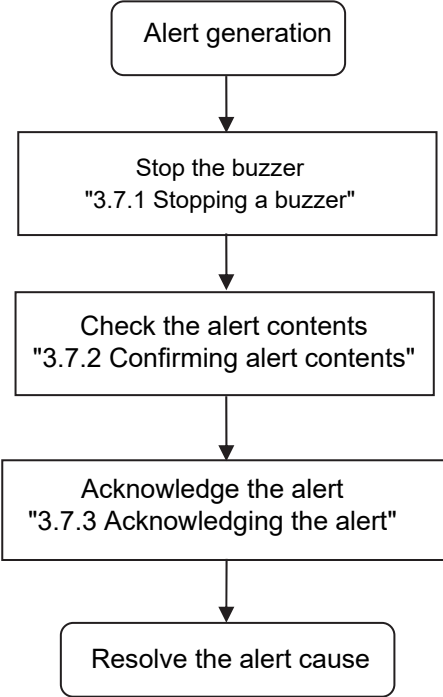 Alert generation
Stop the buzzer
"3.7.1 Stopping a buzzer"
Check the alert contents
"3.7.2 Confirming alert contents"
Acknowledge the alert
"3.7.3 Acknowledging the alert"
Resolve the alert cause